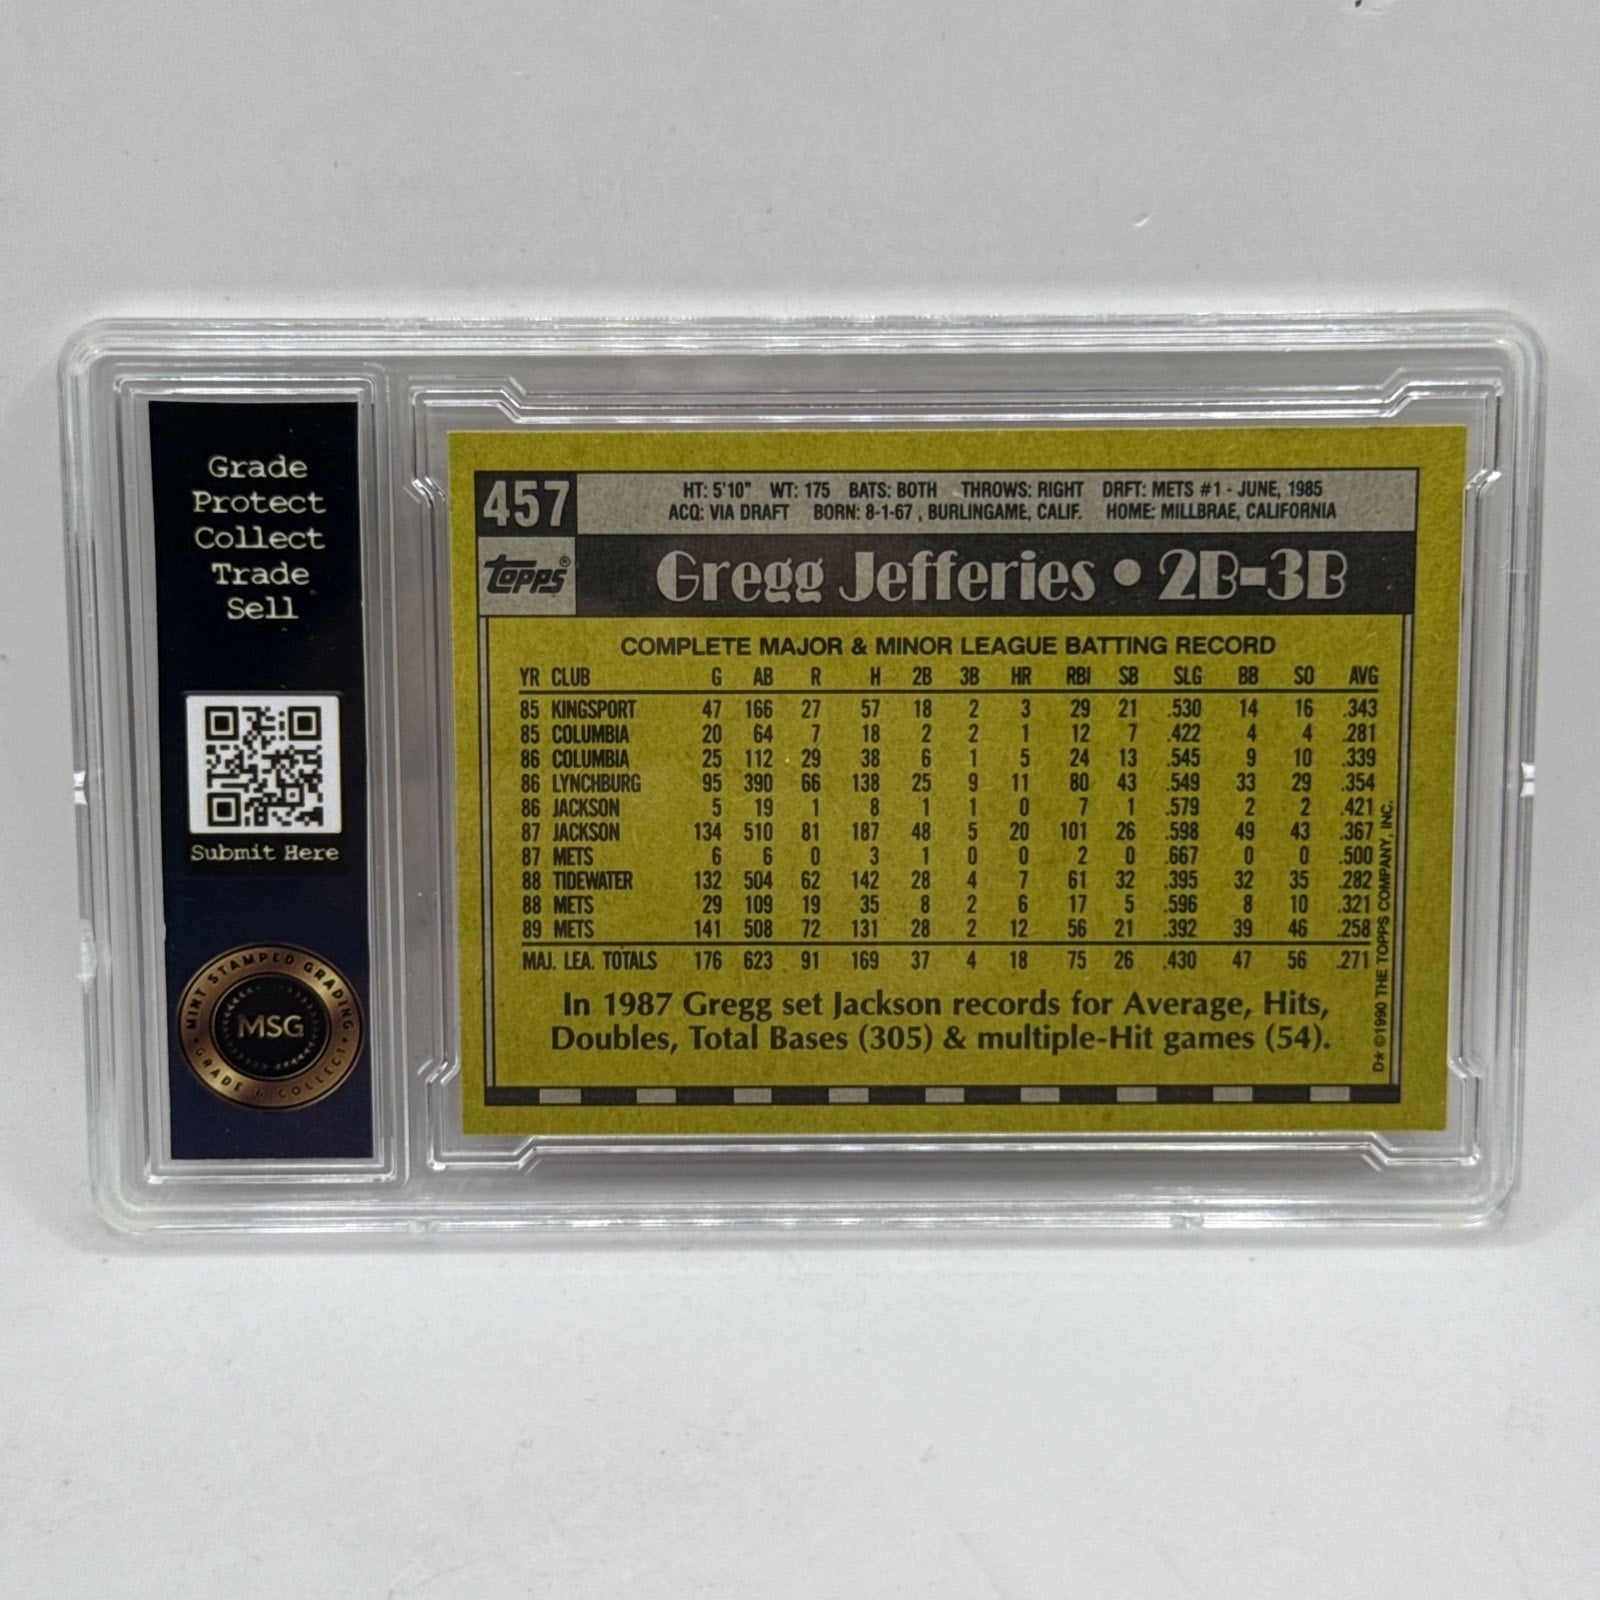 Grade
Protect
Collect
Trade
Sell
Submit Here
MINT STAMPED GRADING
MSG
GRADE & COLLECT
457
HT: 5'10" WT: 175 BATS: BOTH THROWS: RIGHT DRFT: METS #1 - JUNE, 1985
ACQ: VIA DRAFT BORN: 8-1-67 , BURLINGAME, CALIF. HOME: MILLBRAE, CALIFORNIA
Topps®
Gregg Jefferies • 2B-3B
COMPLETE MAJOR & MINOR LEAGUE BATTING RECORD
YR CLUB G AB R H 2B 3B HR RBI SB SLG BB SO AVG
85 KINGSPORT 47 166 27 57 18 2 3 29 21 .530 14 16 .343
85 COLUMBIA 20 64 7 18 2 2 1 12 7 .422 4 4 .281
86 COLUMBIA 25 112 29 38 6 1 5 24 13 .545 9 10 .339
86 LYNCHBURG 95 390 66 138 25 9 11 80 43 .549 33 29 .354
86 JACKSON 5 19 1 8 1 1 0 7 1 .579 2 2 .421
87 JACKSON 134 510 81 187 48 5 20 101 26 .598 49 43 .367
87 METS 6 6 0 3 1 0 0 2 0 .667 0 0 .500
88 TIDEWATER 132 504 62 142 28 4 7 61 32 .395 32 35 .282
88 METS 29 109 19 35 8 2 6 17 5 .596 8 10 .321
89 METS 141 508 72 131 28 2 12 56 21 .392 39 46 .258
MAJ. LEA. TOTALS 176 623 91 169 37 4 18 75 26 .430 47 56 .271
In 1987 Gregg set Jackson records for Average, Hits,
Doubles, Total Bases (305) & multiple-Hit games (54).
D* ©1990 THE TOPPS COMPANY, INC.